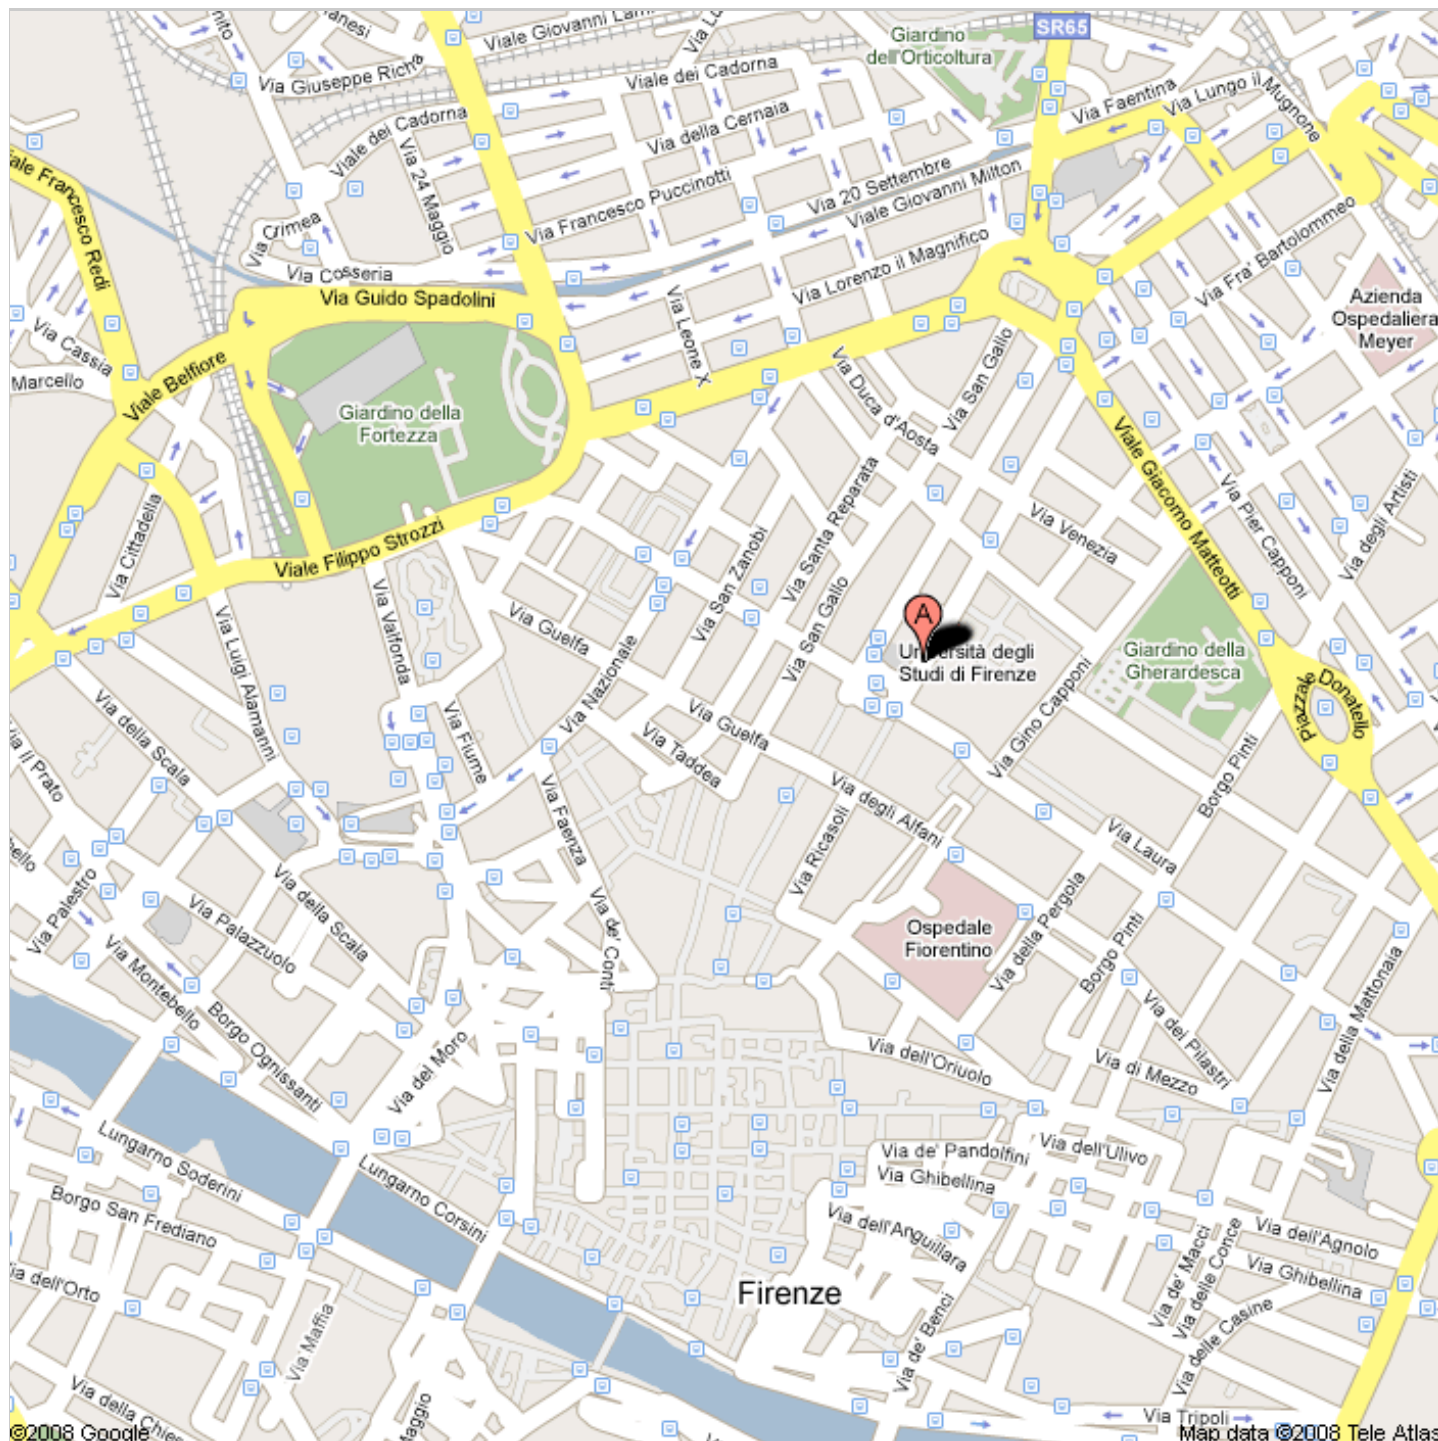 Viale Giovanni
SR65
Giardino
dell'Orticoltura
Via Giuseppe Richa
Viale dei Cadorna
Via Faentina
Via Lungo il Mugnone
Viale dei Cadorna
Via della Cernaia
Via 24 Maggio
Via 20 Settembre
Viale Giovanni Milton
Via Francesco Puccinotti
Viale Francesco Redi
Via Crimea
Via Cosseria
Via Lorenzo il Magnifico
Via Fra' Bartolommeo
Via Guido Spadolini
Azienda
Ospedaliera
Meyer
Via Cassia
Marcello
Viale Belfiore
Via Leone X
Via San Gallo
Via Duca d'Aosta
Giardino della
Fortezza
Viale Giacomo Matteotti
Via Cittadella
Viale Filippo Strozzi
Via Santa Reparata
Via San Zanobi
Via Venezia
Via Pier Capponi
Via degli Artisti
Via Valfonda
Via Guelfa
Via San Gallo
A
Università degli
Studi di Firenze
Giardino della
Gherardesca
Via Luigi Alamanni
Via Nazionale
Via Gino Capponi
Piazzale Donatello
Via della Scala
Via Fiume
Via Guelfa
Via Taddea
Via il Prato
Via Faenza
Via degli Alfani
Borgo Pinti
Via Ricasoli
Via Laura
Via Palestro
Via Palazzuolo
Via della Scala
Via de' Conti
Ospedale
Fiorentino
Via della Pergola
Borgo Pinti
Via Montebello
Borgo Ognissanti
Via della Mattonaia
Via dei Pilastri
Via del Moro
Via dell'Oriuolo
Via di Mezzo
Lungarno Soderini
Lungarno Corsini
Via de' Pandolfini
Via dell'Ulivo
Via Ghibellina
Borgo San Frediano
Via dell'Anguillara
Via dell'Agnolo
Via dell'Orto
Via de' Macci
Via delle Conce
Via Ghibellina
Firenze
Via Maffia
Via de' Benci
Via delle Casine
Via della Chie
Maggio
Via Tripoli
©2008 Google
Map data ©2008 Tele Atlas